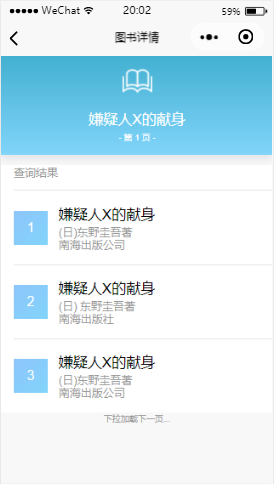 WeChat 20:02 59%
图书详情
嫌疑人X的献身
- 第 1 页 -
查询结果
1
嫌疑人X的献身
(日)东野圭吾著
南海出版公司
2
嫌疑人X的献身
(日) 东野圭吾著
南海出版社
3
嫌疑人X的献身
(日)东野圭吾著
南海出版公司
下拉加载下一页...